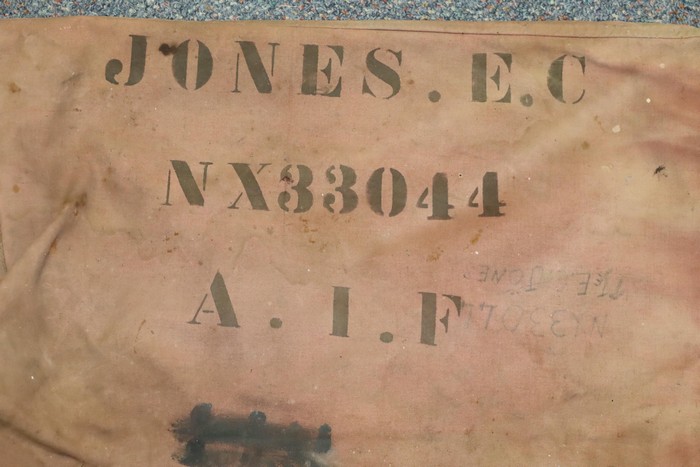 JONES. E.C
NX33044
A. I. F